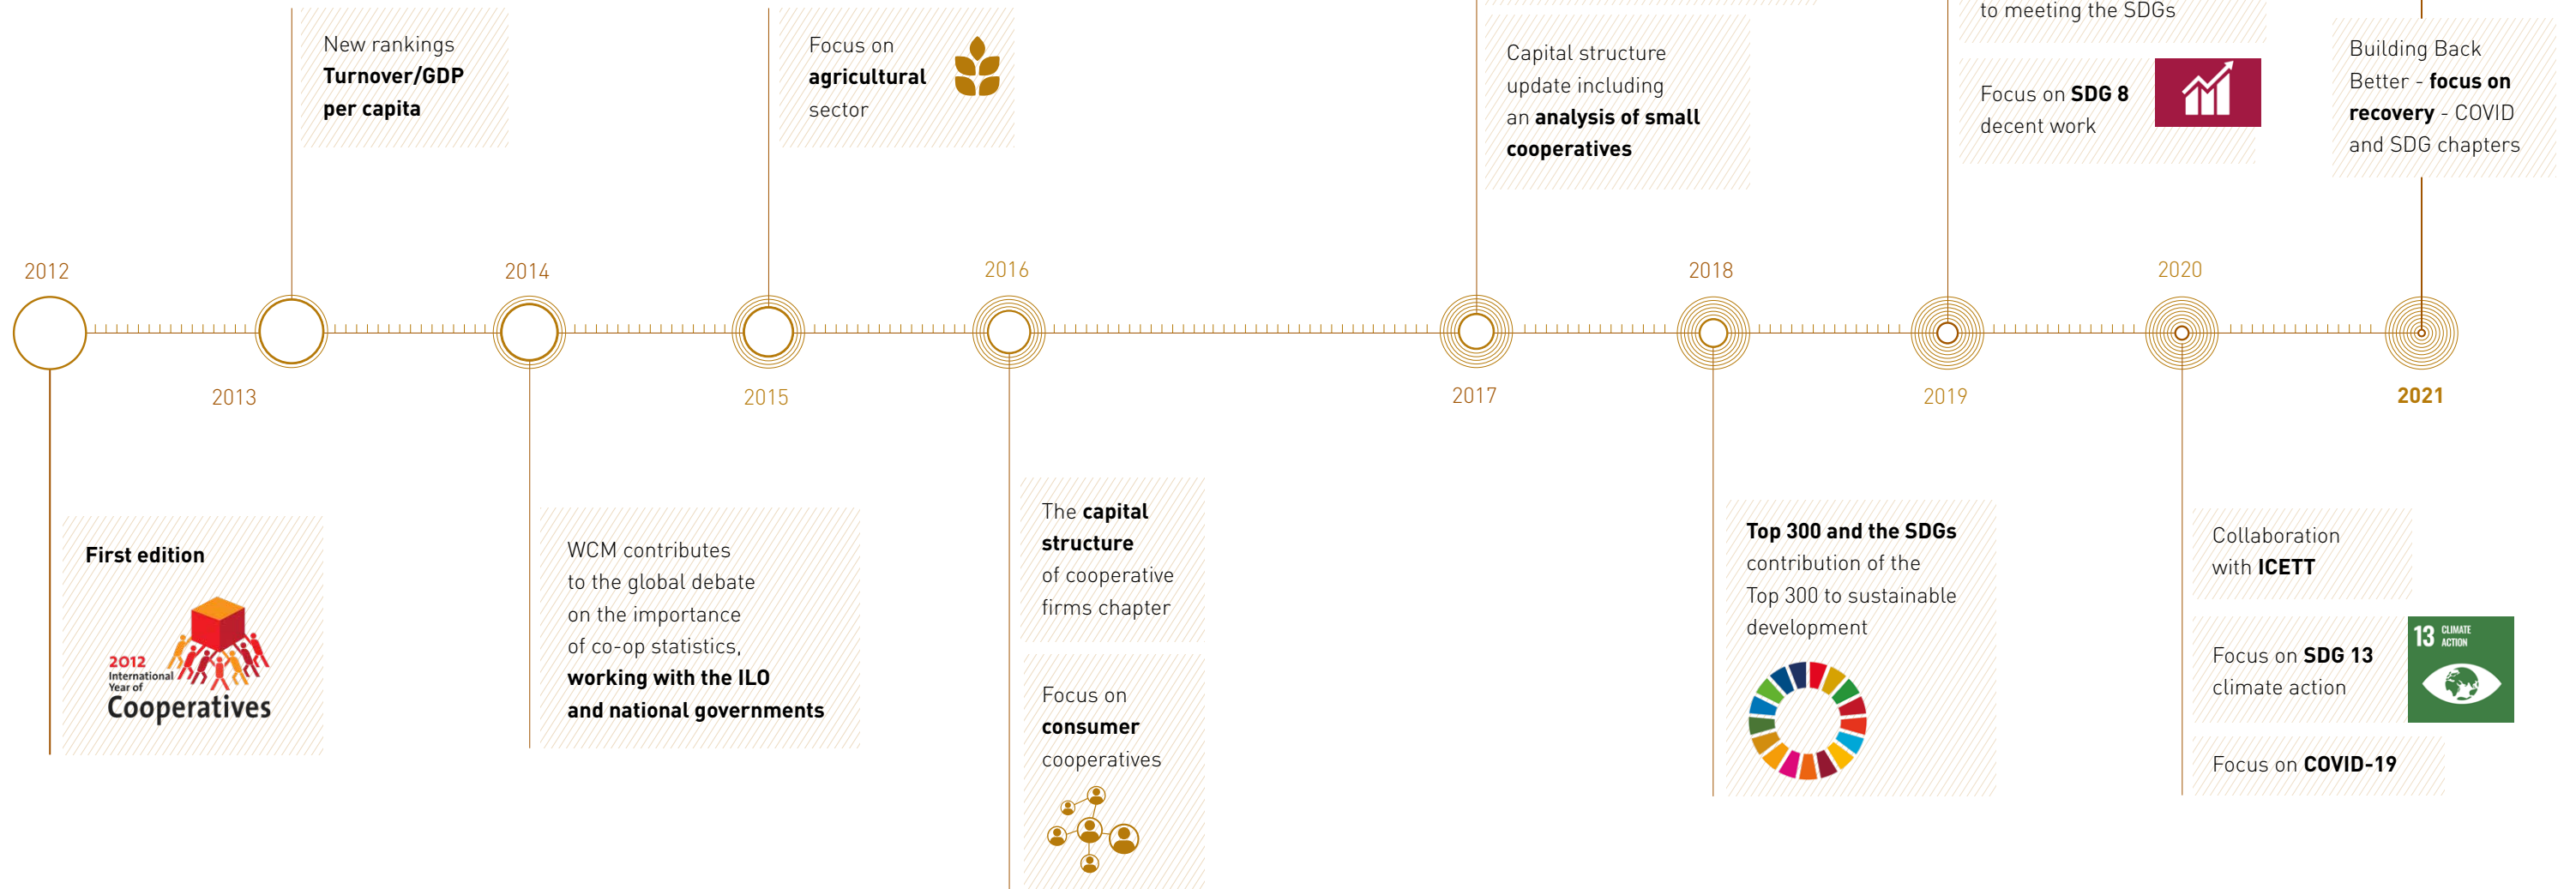 New rankings
Turnover/GDP
per capita
Focus on
agricultural
sector
Capital structure
update including
an analysis of small
cooperatives
to meeting the SDGs
Focus on SDG 8
decent work
Building Back
Better - focus on
recovery - COVID
and SDG chapters
2012
2014
2016
2018
2020
2013
2015
2017
2019
2021
First edition
2012
International
Year of
Cooperatives
WCM contributes
to the global debate
on the importance
of co-op statistics,
working with the ILO
and national governments
The capital
structure
of cooperative
firms chapter
Focus on
consumer
cooperatives
Top 300 and the SDGs
contribution of the
Top 300 to sustainable
development
Collaboration
with ICETT
Focus on SDG 13
climate action
13 CLIMATE
ACTION
Focus on COVID-19